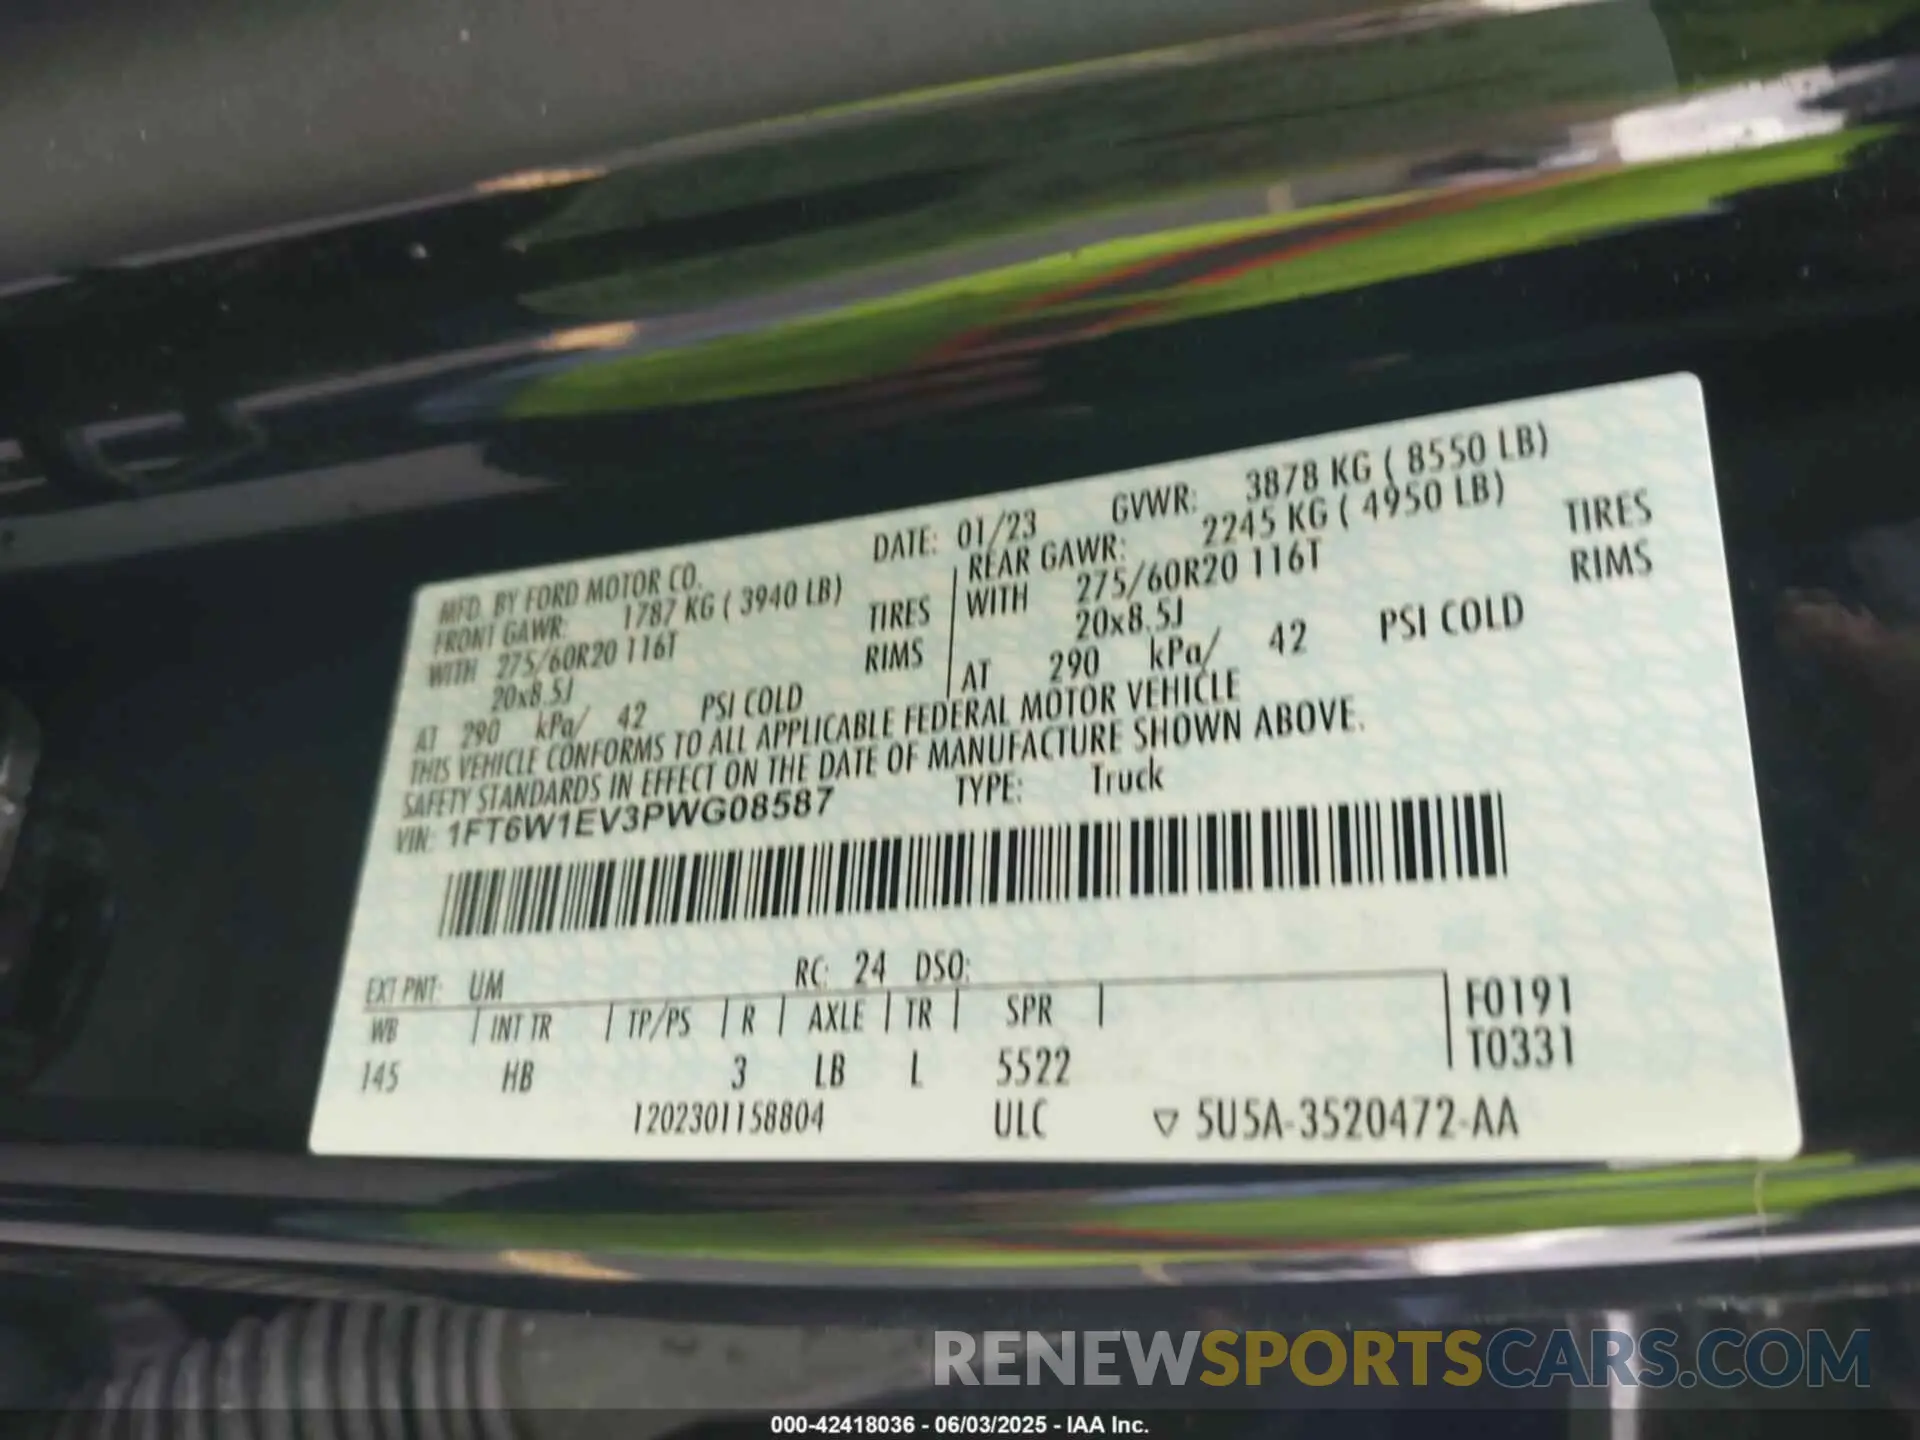 MFD. BY FORD MOTOR CO. DATE: 01/23 GVWR: 3878 KG ( 8550 LB)
FRONT GAWR: 1787 KG ( 3940 LB) REAR GAWR: 2245 KG ( 4950 LB)
WITH 275/60R20 116T TIRES WITH 275/60R20 116T TIRES
20x8.5J RIMS 20x8.5J RIMS
AT 290 kPa/ 42 PSI COLD AT 290 kPa/ 42 PSI COLD
THIS VEHICLE CONFORMS TO ALL APPLICABLE FEDERAL MOTOR VEHICLE
SAFETY STANDARDS IN EFFECT ON THE DATE OF MANUFACTURE SHOWN ABOVE.
VIN: 1FT6W1EV3PWG08587 TYPE: Truck
EXT PNT: UM RC: 24 DSO:
WB INT TR TP/PS R AXLE TR SPR F0191
145 HB 3 LB L 5522 T0331
1202301158804 ULC ▽ 5U5A-3520472-AA
RENEWSPORTSCARS.COM
000-42418036 - 06/03/2025 - IAA Inc.